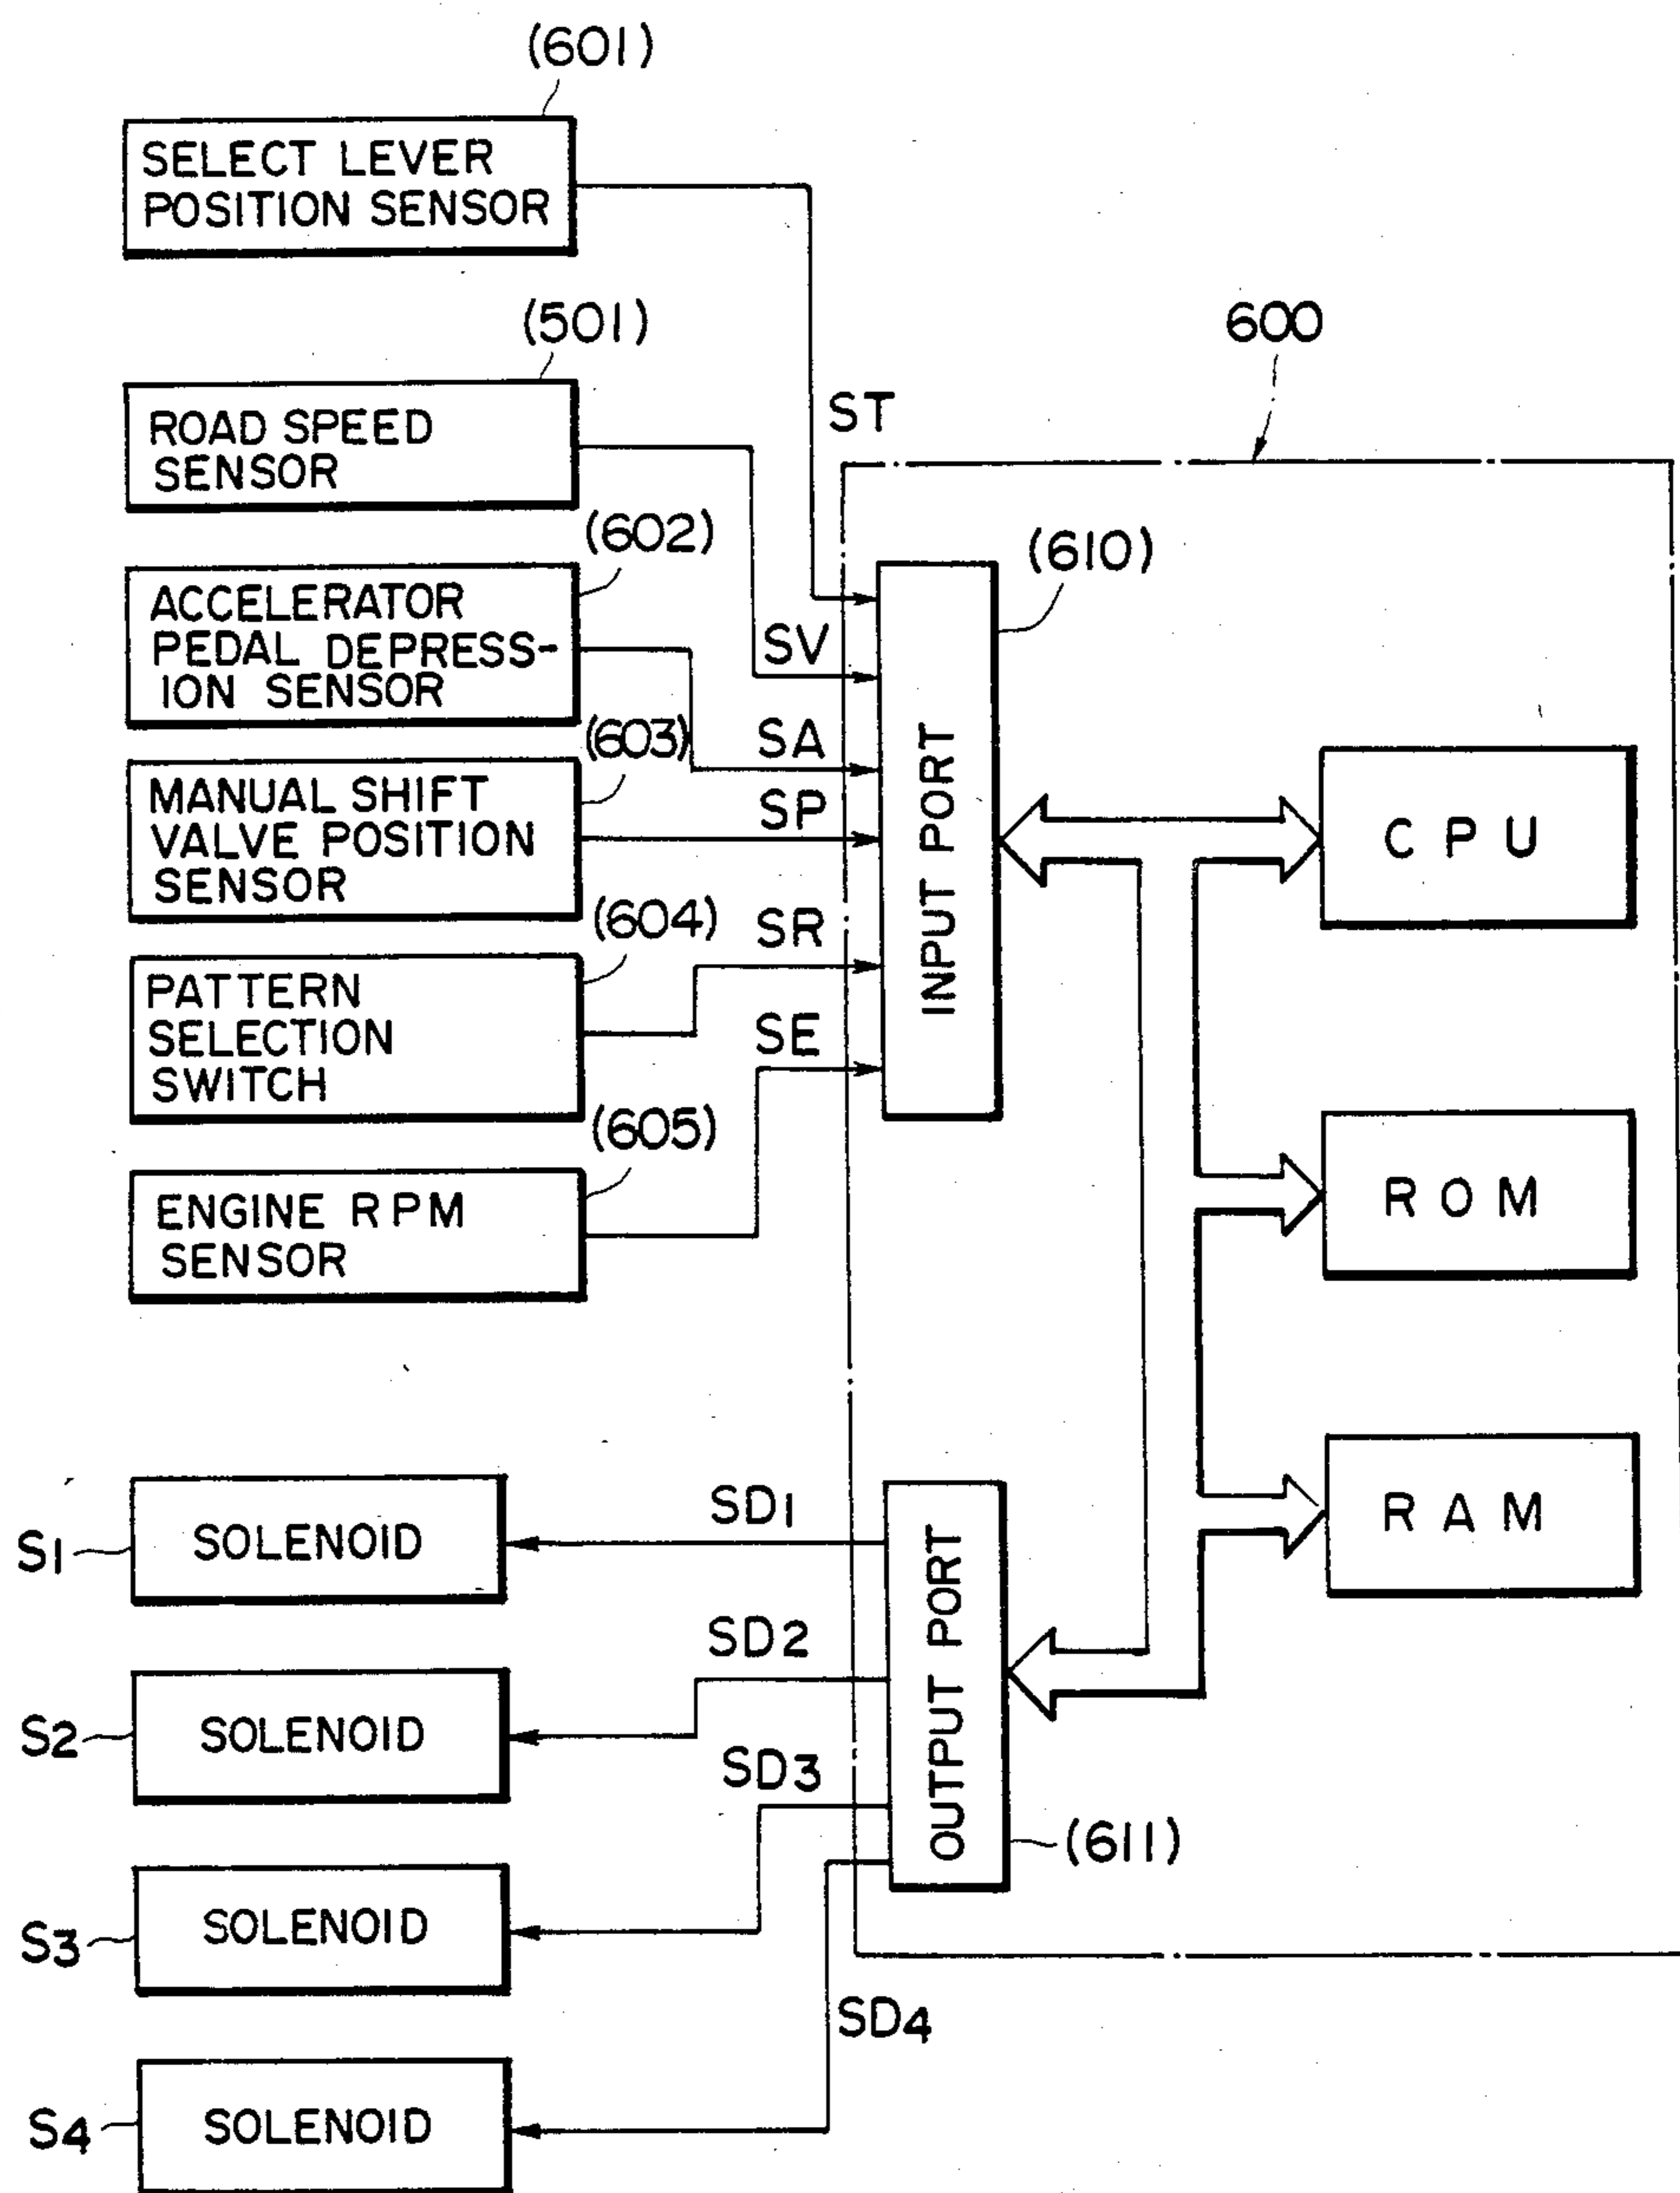 (601)
SELECT LEVER
POSITION SENSOR
(501)
ROAD SPEED
SENSOR
ST
600
(602)
ACCELERATOR
PEDAL DEPRESS-
ION SENSOR
SV
(610)
(603)
SA
MANUAL SHIFT
VALVE POSITION
SENSOR
SP
INPUT PORT
CPU
(604)
SR
PATTERN
SELECTION
SWITCH
SE
(605)
ENGINE RPM
SENSOR
ROM
S1
SOLENOID
SD1
RAM
SD2
S2
SOLENOID
OUTPUT PORT
SD3
(611)
S3
SOLENOID
SD4
S4
SOLENOID